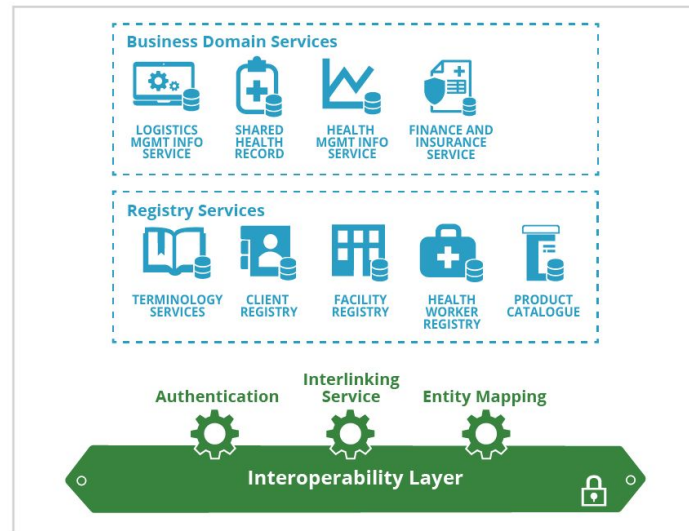 Business Domain Services
LOGISTICS
MGMT INFO
SERVICE
SHARED
HEALTH
RECORD
HEALTH
MGMT INFO
SERVICE
FINANCE AND
INSURANCE
SERVICE
Registry Services
TERMINOLOGY
SERVICES
CLIENT
REGISTRY
FACILITY
REGISTRY
HEALTH
WORKER
REGISTRY
PRODUCT
CATALOGUE
Authentication
Interlinking
Service
Entity Mapping
Interoperability Layer